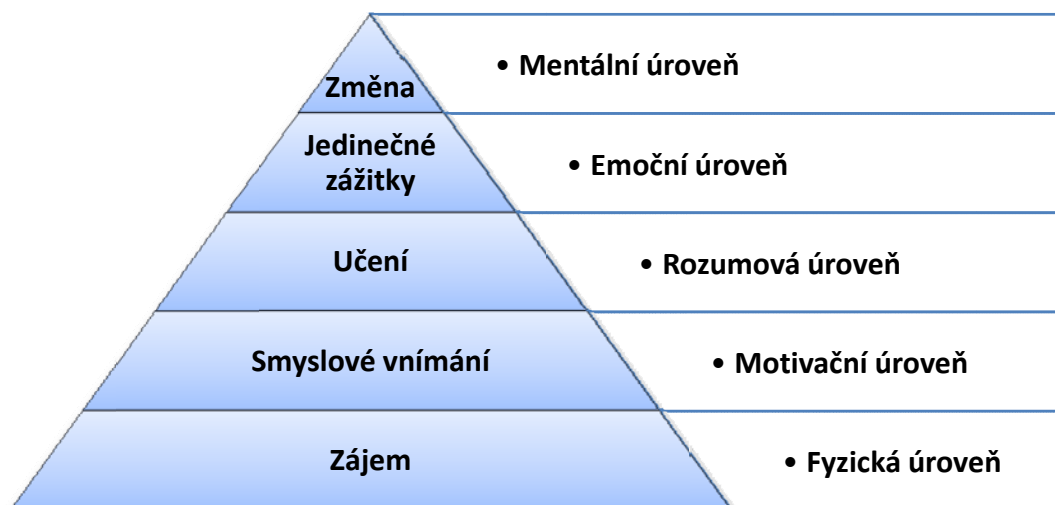 Změna
• Mentální úroveň
Jedinečné
zážitky
• Emoční úroveň
Učení
• Rozumová úroveň
Smyslové vnímání
• Motivační úroveň
Zájem
• Fyzická úroveň